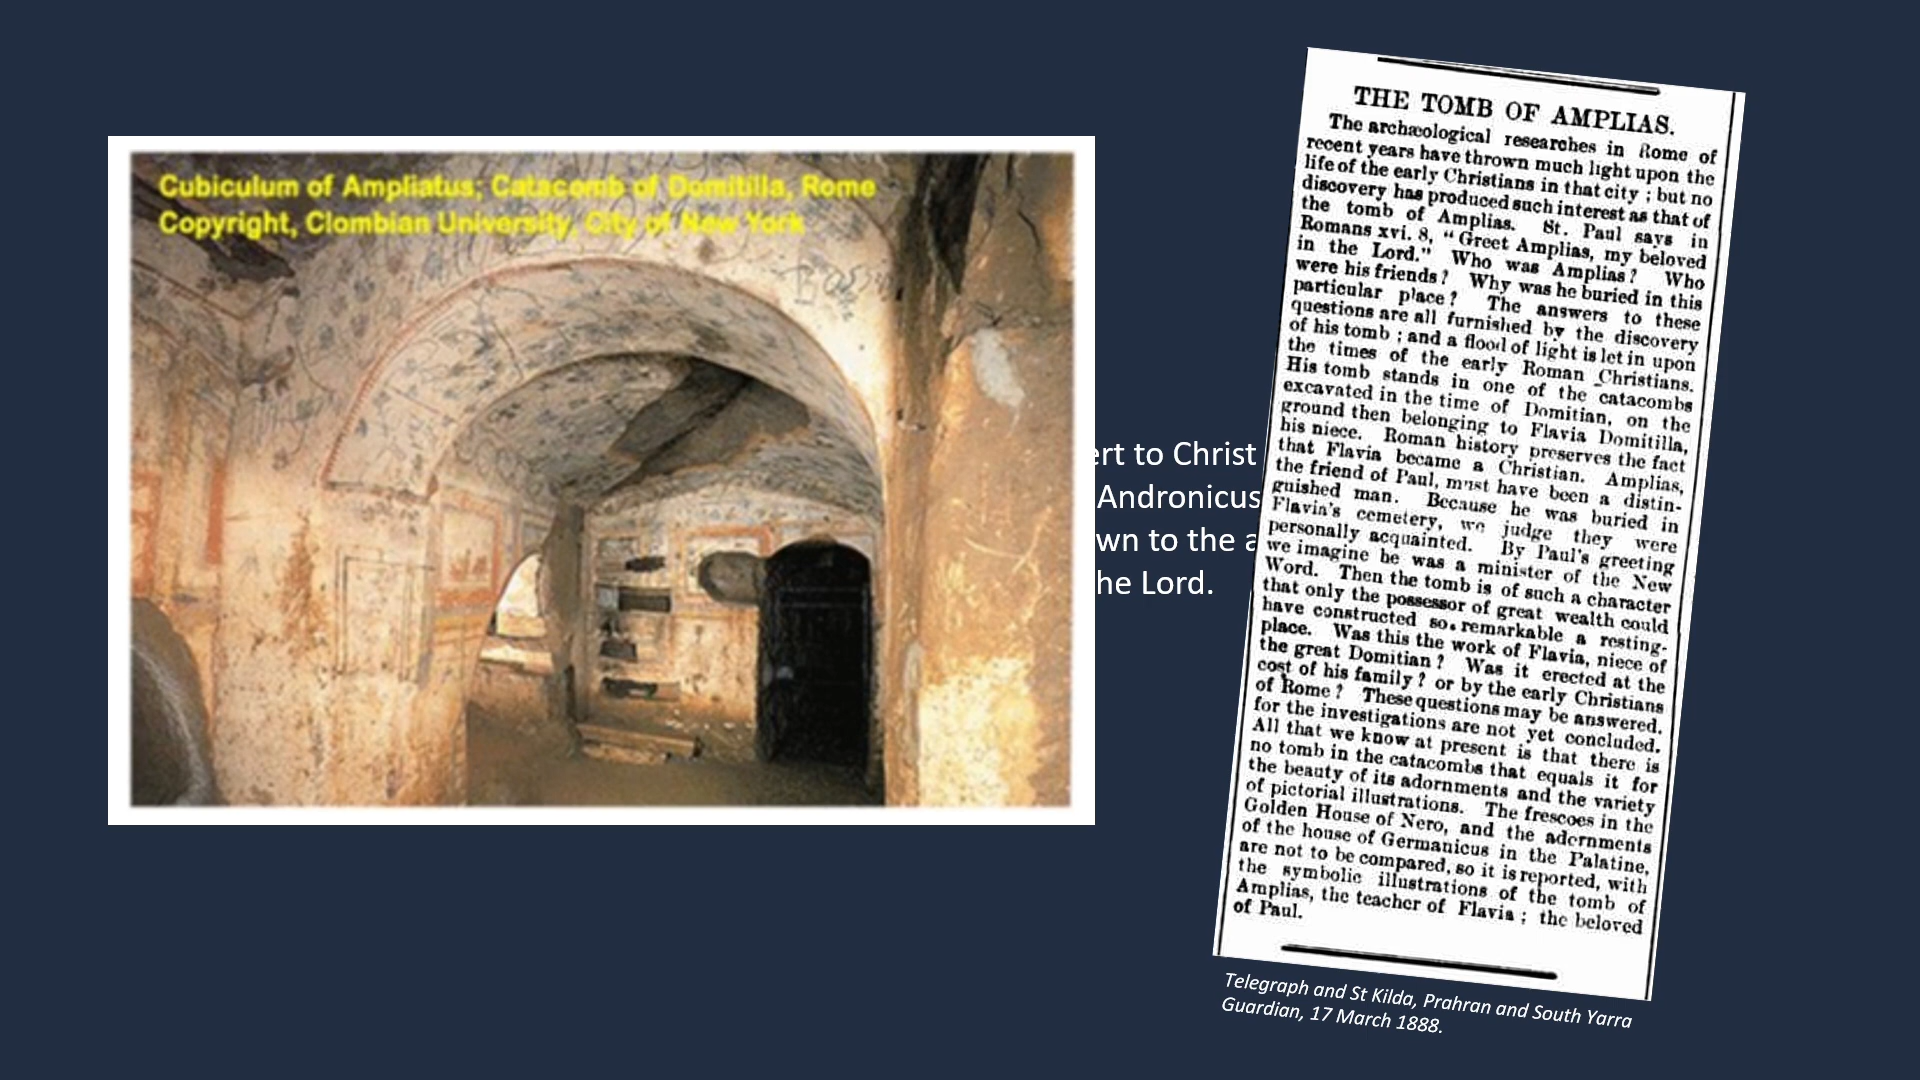 Cubiculum of Ampliatus; Catacomb of Domitilla, Rome
Copyright, Clombian University, City of New York
ert to Christ
Andronicus
wn to the a
he Lord.
THE TOMB OF AMPLIAS.
The archæological researches in Rome of
recent years have thrown much light upon the
life of the early Christians in that city ; but no
discovery has produced such interest as that of
the tomb of Amplias. St. Paul says in
Romans xvi. 8, "Greet Amplias, my beloved
in the Lord." Who was Amplias? Who
were his friends? Why was he buried in this
particular place? The answers to these
questions are all furnished by the discovery
of his tomb ; and a flood of light is let in upon
the times of the early Roman Christians.
His tomb stands in one of the catacombs
excavated in the time of Domitian, on the
ground then belonging to Flavia Domitilla,
his niece. Roman history preserves the fact
that Flavia became a Christian. Amplias,
the friend of Paul, must have been a distin-
guished man. Because he was buried in
Flavia's cemetery, we judge they were
personally acquainted. By Paul's greeting
we imagine he was a minister of the New
Word. Then the tomb is of such a character
that only the possessor of great wealth could
have constructed so remarkable a resting-
place. Was this the work of Flavia, niece of
the great Domitian? Was it erected at the
cost of his family? or by the early Christians
of Rome? These questions may be answered,
for the investigations are not yet concluded.
All that we know at present is that there is
no tomb in the catacombs that equals it for
the beauty of its adornments and the variety
of pictorial illustrations. The frescoes in the
Golden House of Nero, and the adornments
of the house of Germanicus in the Palatine,
are not to be compared, so it is reported, with
the symbolic illustrations of the tomb of
Amplias, the teacher of Flavia ; the beloved
of Paul.
Telegraph and St Kilda, Prahran and South Yarra
Guardian, 17 March 1888.